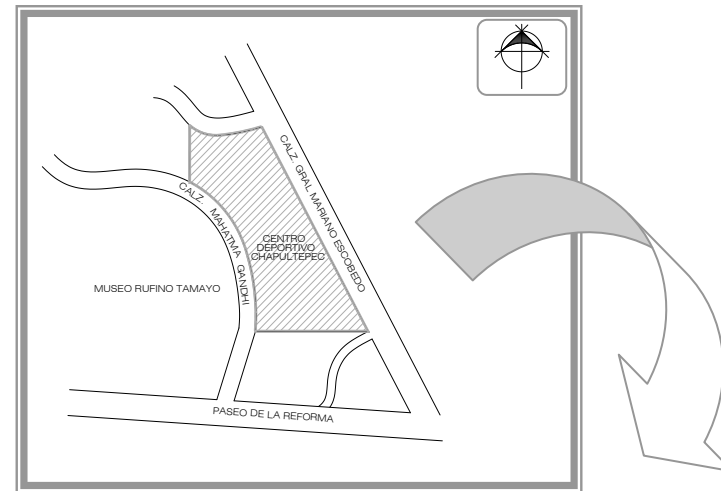 CALZ. GRAL MARIANO ESCOBEDO
CALZ. MAHATMA GANDHI
CENTRO
DEPORTIVO
CHAPULTEPEC
MUSEO RUFINO TAMAYO
PASEO DE LA REFORMA